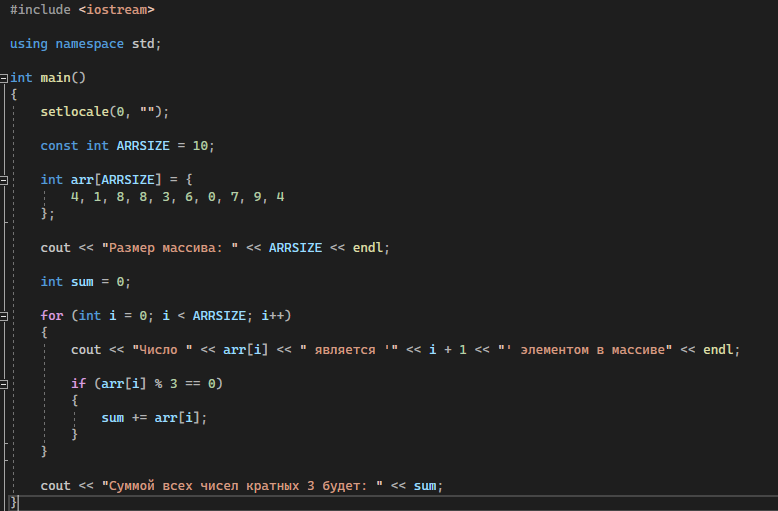 #include <iostream>
using namespace std;
int main()
{
setlocale(0, "");
const int ARRSIZE = 10;
int arr[ARRSIZE] = {
4, 1, 8, 8, 3, 6, 0, 7, 9, 4
};
cout << "Размер массива: " << ARRSIZE << endl;
int sum = 0;
for (int i = 0; i < ARRSIZE; i++)
{
cout << "Число " << arr[i] << " является '" << i + 1 << "' элементом в массиве" << endl;
if (arr[i] % 3 == 0)
{
sum += arr[i];
}
}
cout << "Суммой всех чисел кратных 3 будет: " << sum;
}